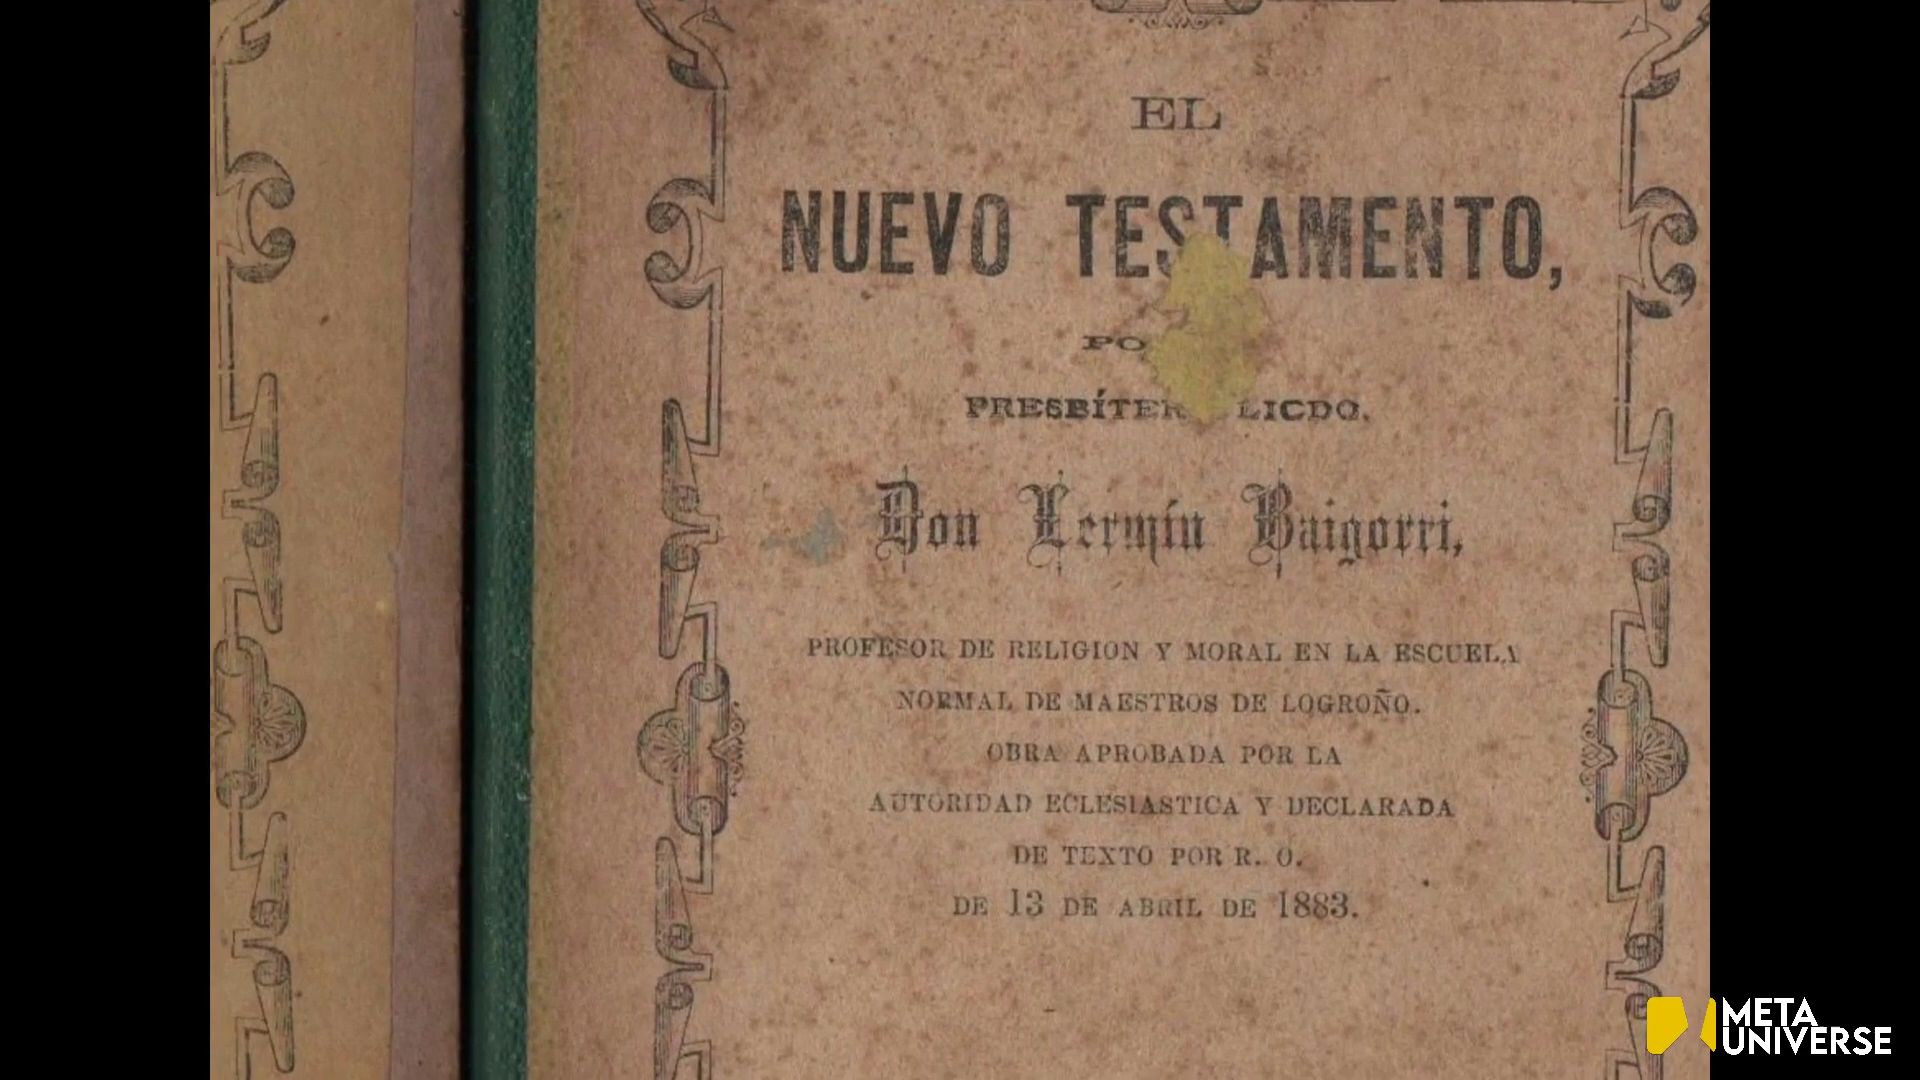 EL
NUEVO TESTAMENTO,
PRESBÍTERO LICDO.
Don Fermín Baigorri,
PROFESOR DE RELIGION Y MORAL EN LA ESCUELA
NORMAL DE MAESTROS DE LOGROÑO.
OBRA APROBADA POR LA
AUTORIDAD ECLESIASTICA Y DECLARADA
DE TEXTO POR R. O.
DE 13 DE ABRIL DE 1883.
META
UNIVERSE